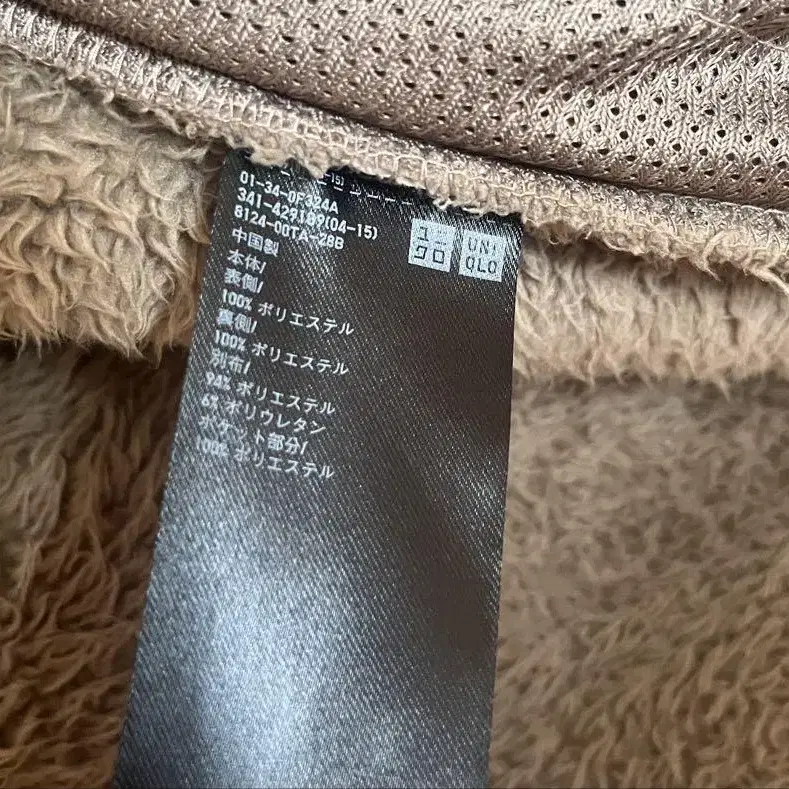 01-34-0F324A
341-429189(04-15)
8124-00TA-28B
ユニ
クロ
UNI
QLO
中国製
本体/
表側/
100% ポリエステル
裏側/
100% ポリエステル
別布/
94% ポリエステル
6% ポリウレタン
ポケット部分/
100% ポリエステル